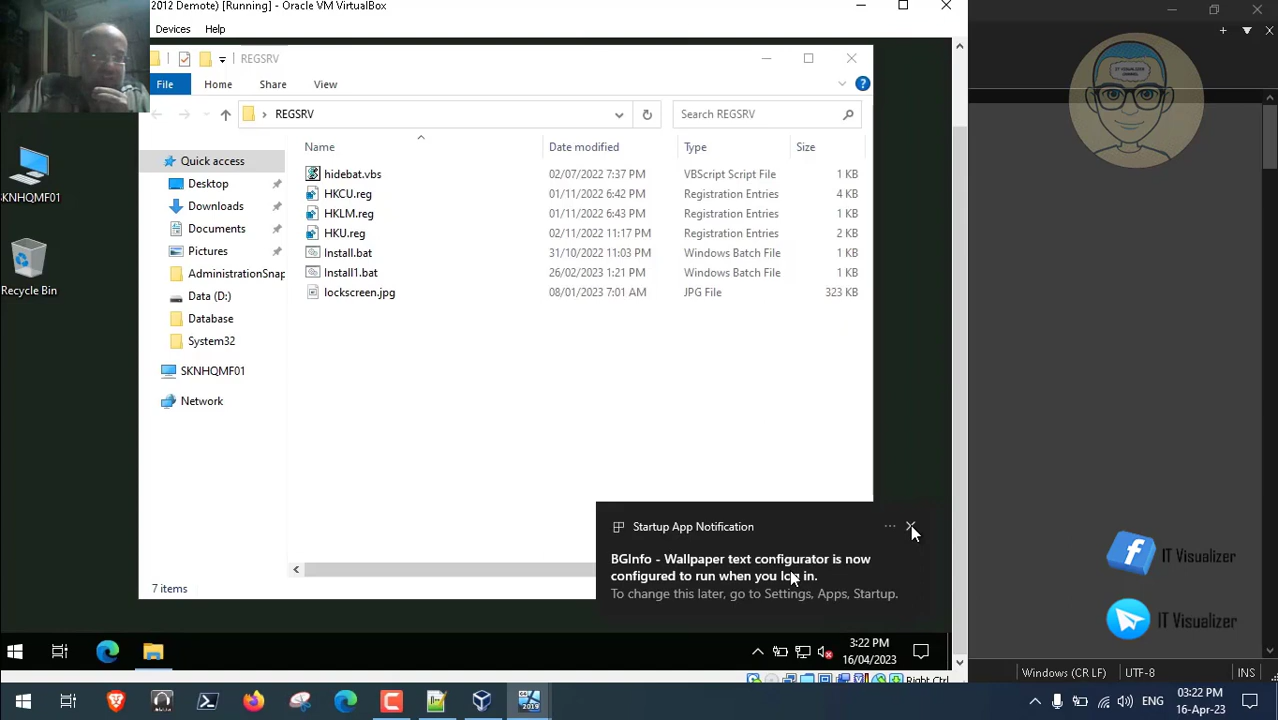 2012 Demote) [Running] - Oracle VM VirtualBox
Devices Help
REGSRV
File Home Share View
REGSRV
Search REGSRV
Name Date modified Type Size
Quick access
Desktop
Downloads
Documents
Pictures
AdministrationSnap
Data (D:)
Database
System32
SKNHQMF01
Network
hidebat.vbs 02/07/2022 7:37 PM VBScript Script File 1 KB
HKCU.reg 01/11/2022 6:42 PM Registration Entries 4 KB
HKLM.reg 01/11/2022 6:43 PM Registration Entries 1 KB
HKU.reg 02/11/2022 11:17 PM Registration Entries 2 KB
Install.bat 31/10/2022 11:03 PM Windows Batch File 1 KB
Install1.bat 26/02/2023 1:21 PM Windows Batch File 1 KB
lockscreen.jpg 08/01/2023 7:01 AM JPG File 323 KB
7 items
SKNHQMF01
Recycle Bin
Startup App Notification
BGInfo - Wallpaper text configurator is now
configured to run when you log in.
To change this later, go to Settings, Apps, Startup.
3:22 PM
16/04/2023
Right Ctrl
IT VISUALIZER
CHANNEL
IT Visualizer
IT Visualizer
Windows (CR LF) UTF-8 INS
2019
ENG
03:22 PM
16-Apr-23